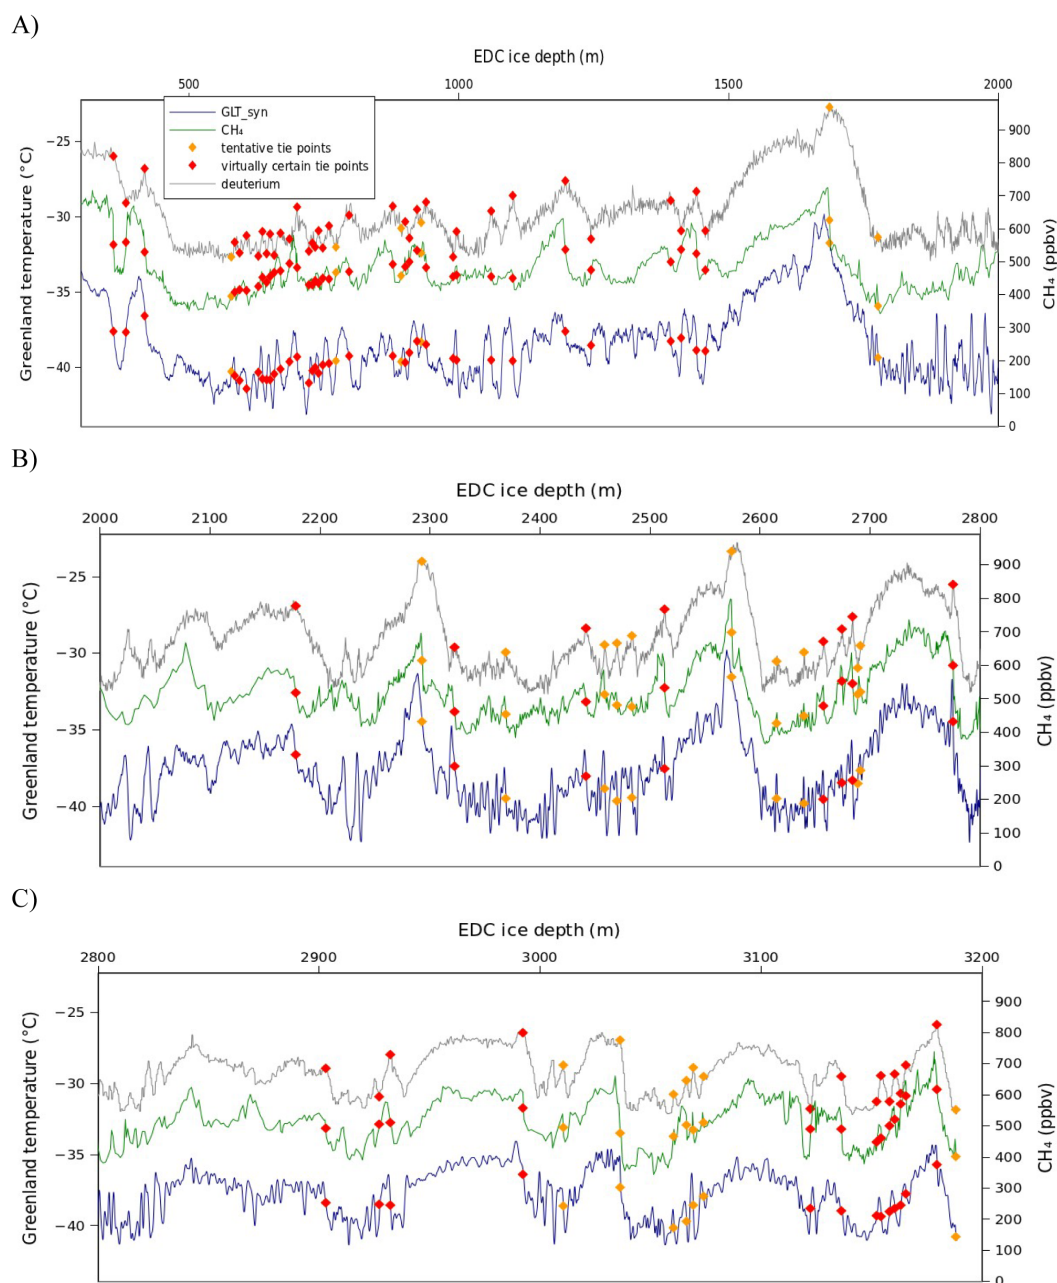 A)
EDC ice depth (m)
500 1000 1500 2000
GLT_syn
CH₄
tentative tie points
virtually certain tie points
deuterium
Greenland temperature (°C)
−25
−30
−35
−40
CH₄ (ppbv)
900
800
700
600
500
400
300
200
100
0
B)
EDC ice depth (m)
2000 2100 2200 2300 2400 2500 2600 2700 2800
Greenland temperature (°C)
−25
−30
−35
−40
CH₄ (ppbv)
900
800
700
600
500
400
300
200
100
0
C)
EDC ice depth (m)
2800 2900 3000 3100 3200
Greenland temperature (°C)
−25
−30
−35
−40
CH₄ (ppbv)
900
800
700
600
500
400
300
200
100
0